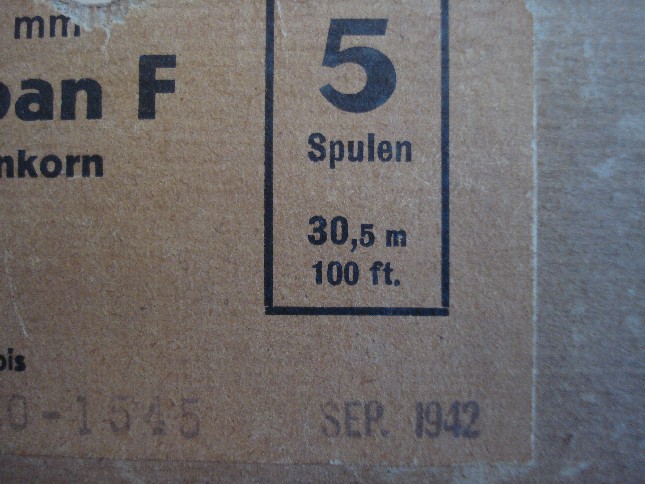 mm
pan F
nkorn
5
Spulen
30,5 m
100 ft.
bis
0-1545
SEP. 1942